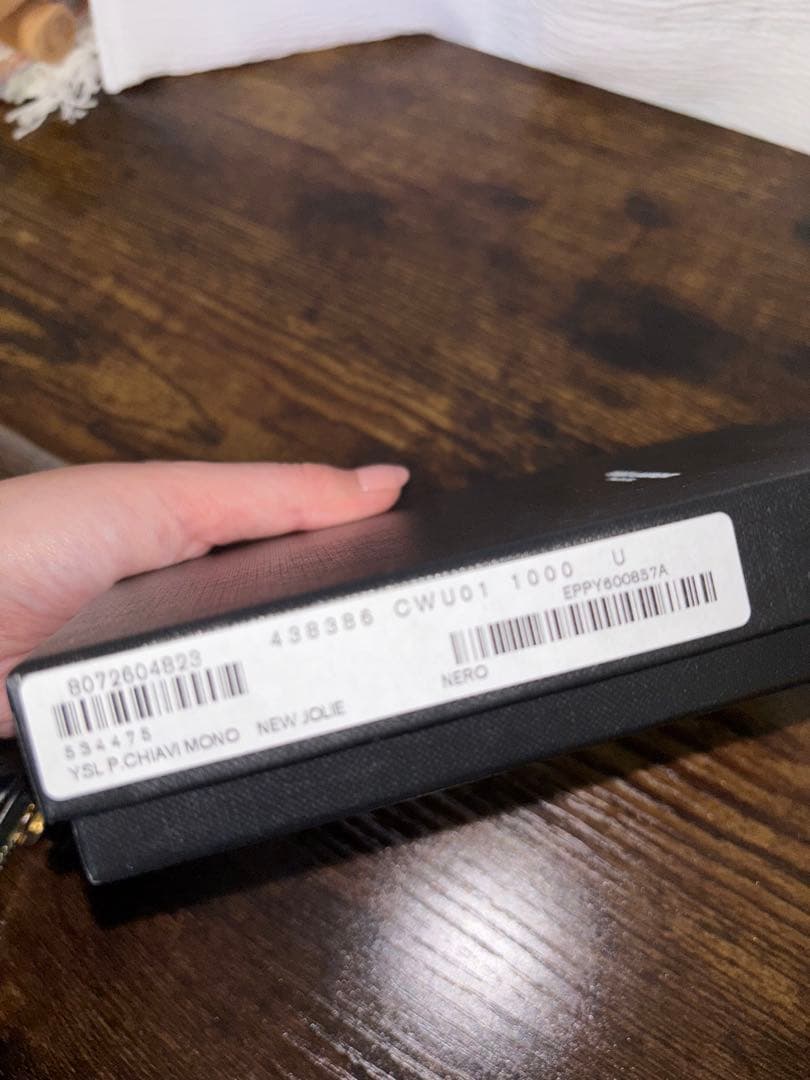 438386 CWU01 1000 U
8072604823
EPPY600857A
534475
NERO
YSL P.CHIAVI MONO NEW JOLIE